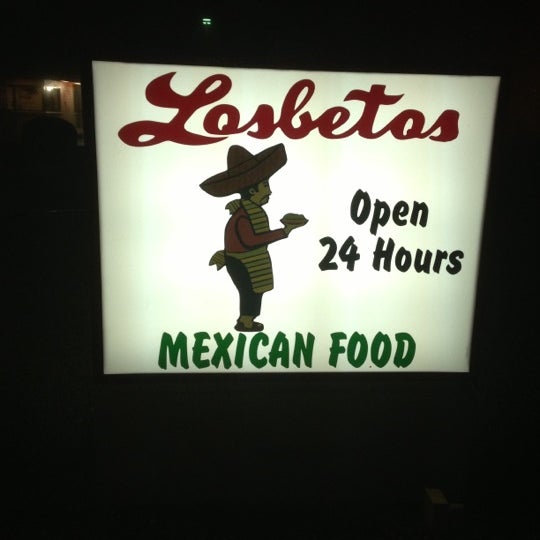 Losbetos
Open
24 Hours
MEXICAN FOOD